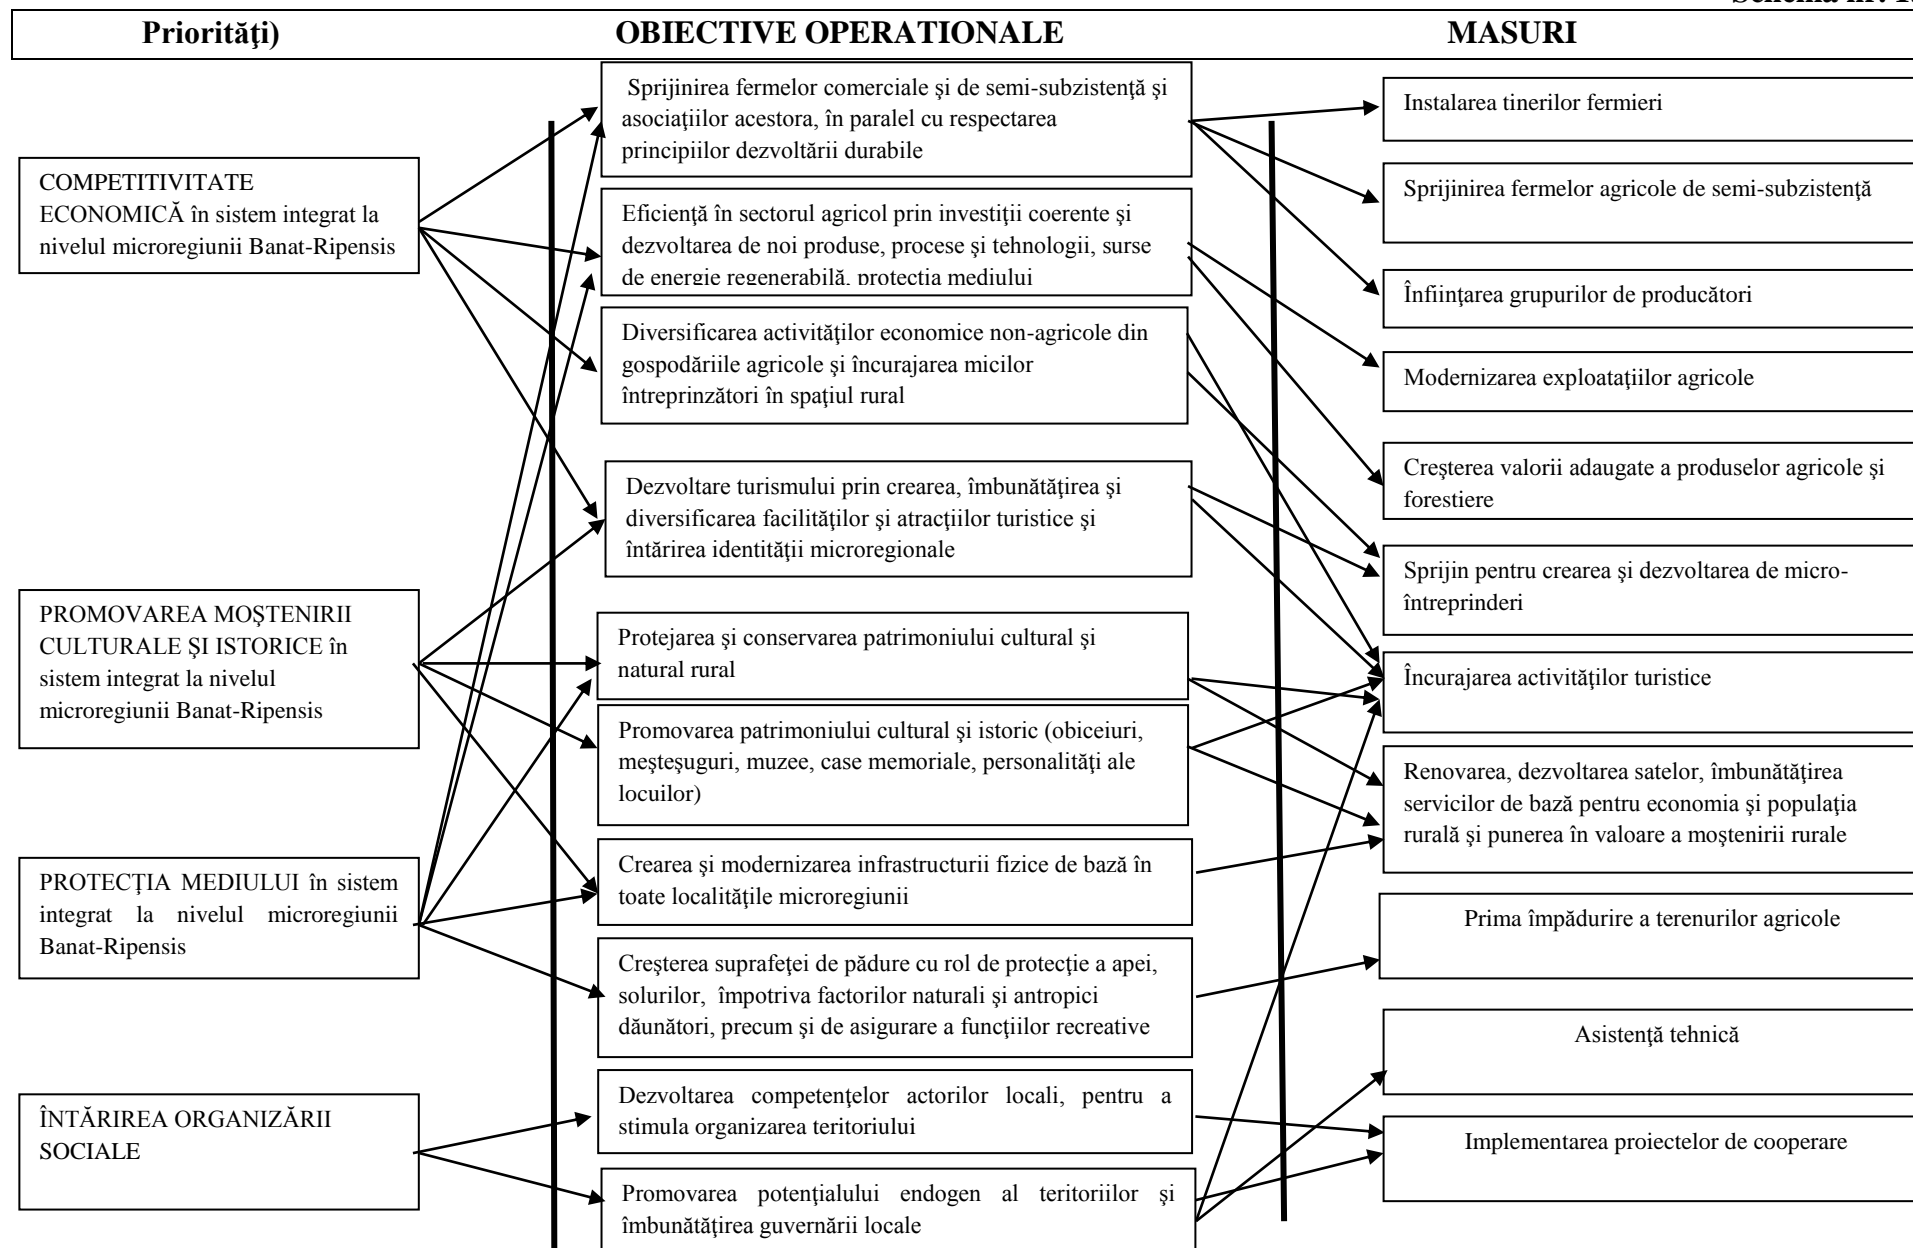 Priorităţi) OBIECTIVE OPERATIONALE MASURI
COMPETITIVITATE
ECONOMICĂ în sistem integrat la
nivelul microregiunii Banat-Ripensis
PROMOVAREA MOŞTENIRII
CULTURALE ŞI ISTORICE în
sistem integrat la nivelul
microregiunii Banat-Ripensis
PROTECŢIA MEDIULUI în sistem
integrat la nivelul microregiunii
Banat-Ripensis
ÎNTĂRIREA ORGANIZĂRII
SOCIALE
Sprijinirea fermelor comerciale şi de semi-subzistenţă şi
asociaţiilor acestora, în paralel cu respectarea
principiilor dezvoltării durabile
Eficienţă în sectorul agricol prin investiţii coerente şi
dezvoltarea de noi produse, procese şi tehnologii, surse
de energie regenerabilă, protecţia mediului
Diversificarea activităţilor economice non-agricole din
gospodăriile agricole şi încurajarea micilor
întreprinzători în spaţiul rural
Dezvoltare turismului prin crearea, îmbunătăţirea şi
diversificarea facilităţilor şi atracţiilor turistice şi
întărirea identităţii microregionale
Protejarea şi conservarea patrimoniului cultural şi
natural rural
Promovarea patrimoniului cultural şi istoric (obiceiuri,
meşteşuguri, muzee, case memoriale, personalităţi ale
locuilor)
Crearea şi modernizarea infrastructurii fizice de bază în
toate localităţile microregiunii
Creşterea suprafeţei de pădure cu rol de protecţie a apei,
solurilor, împotriva factorilor naturali şi antropici
dăunători, precum şi de asigurare a funcţiilor recreative
Dezvoltarea competenţelor actorilor locali, pentru a
stimula organizarea teritoriului
Promovarea potenţialului endogen al teritoriilor şi
îmbunătăţirea guvernării locale
Instalarea tinerilor fermieri
Sprijinirea fermelor agricole de semi-subzistenţă
Înfiinţarea grupurilor de producători
Modernizarea exploataţiilor agricole
Creşterea valorii adaugate a produselor agricole şi
forestiere
Sprijin pentru crearea şi dezvoltarea de micro-
întreprinderi
Încurajarea activităţilor turistice
Renovarea, dezvoltarea satelor, îmbunătăţirea
servicilor de bază pentru economia şi populaţia
rurală şi punerea în valoare a moştenirii rurale
Prima împădurire a terenurilor agricole
Asistenţă tehnică
Implementarea proiectelor de cooperare